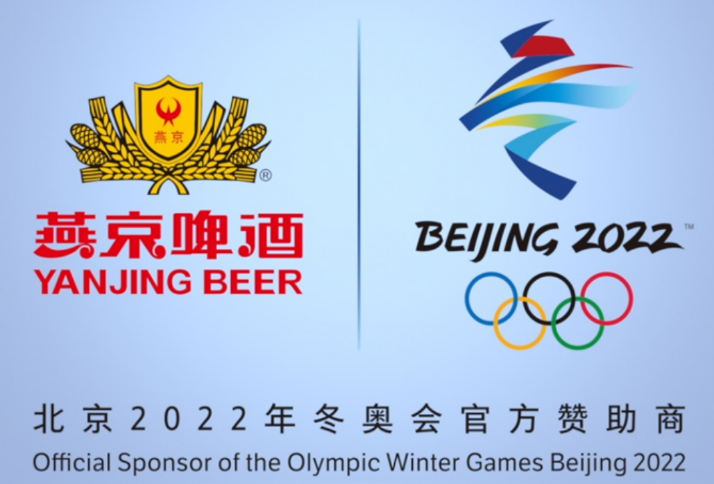 燕京
®
燕京啤酒
YANJING BEER
BEIJING 2022™
北京2022年冬奥会官方赞助商
Official Sponsor of the Olympic Winter Games Beijing 2022